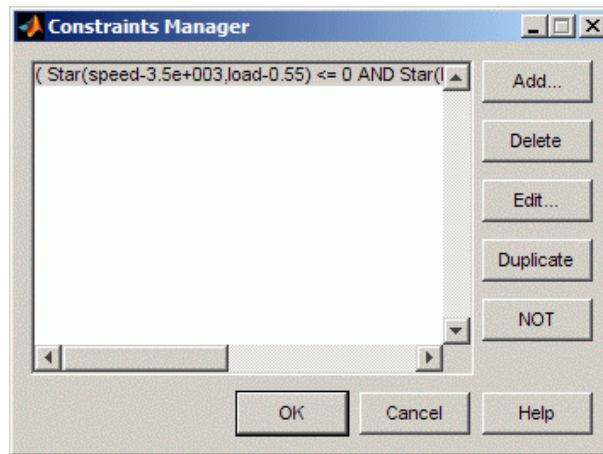 Constraints Manager
( Star(speed-3.5e+003,load-0.55) <= 0 AND Star(
Add...
Delete
Edit...
Duplicate
NOT
OK
Cancel
Help